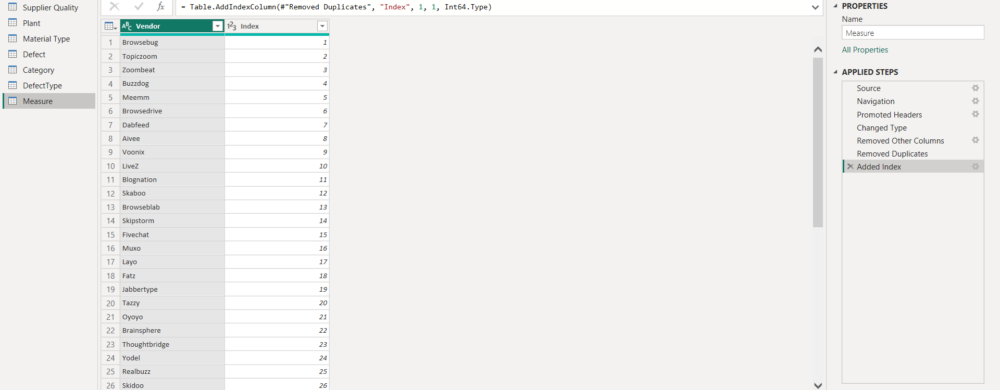 Supplier Quality
Plant
Material Type
Defect
Category
DefectType
Measure
fx
= Table.AddIndexColumn(#"Removed Duplicates", "Index", 1, 1, Int64.Type)
ABC Vendor 123 Index
1 Browsebug 1
2 Topiczoom 2
3 Zoombeat 3
4 Buzzdog 4
5 Meemm 5
6 Browsedrive 6
7 Dabfeed 7
8 Aivee 8
9 Voonix 9
10 LiveZ 10
11 Blognation 11
12 Skaboo 12
13 Browseblab 13
14 Skipstorm 14
15 Fivechat 15
16 Muxo 16
17 Layo 17
18 Fatz 18
19 Jabbertype 19
20 Tazzy 20
21 Oyoyo 21
22 Brainsphere 22
23 Thoughtbridge 23
24 Yodel 24
25 Realbuzz 25
26 Skidoo 26
PROPERTIES
Name
Measure
All Properties
APPLIED STEPS
Source
Navigation
Promoted Headers
Changed Type
Removed Other Columns
Removed Duplicates
Added Index